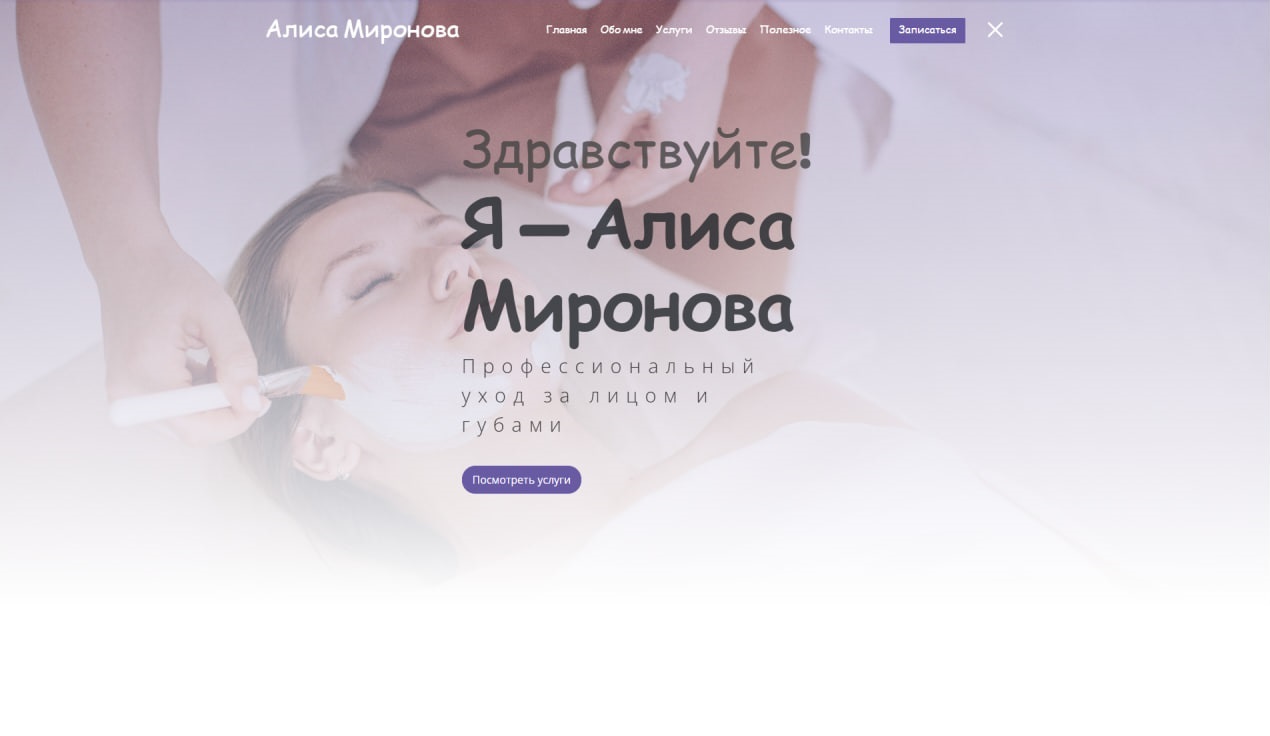 Алиса Миронова
Главная Обо мне Услуги Отзывы Полезное Контакты Записаться
Здравствуйте!
Я — Алиса
Миронова
Профессиональный
уход за лицом и
губами
Посмотреть услуги